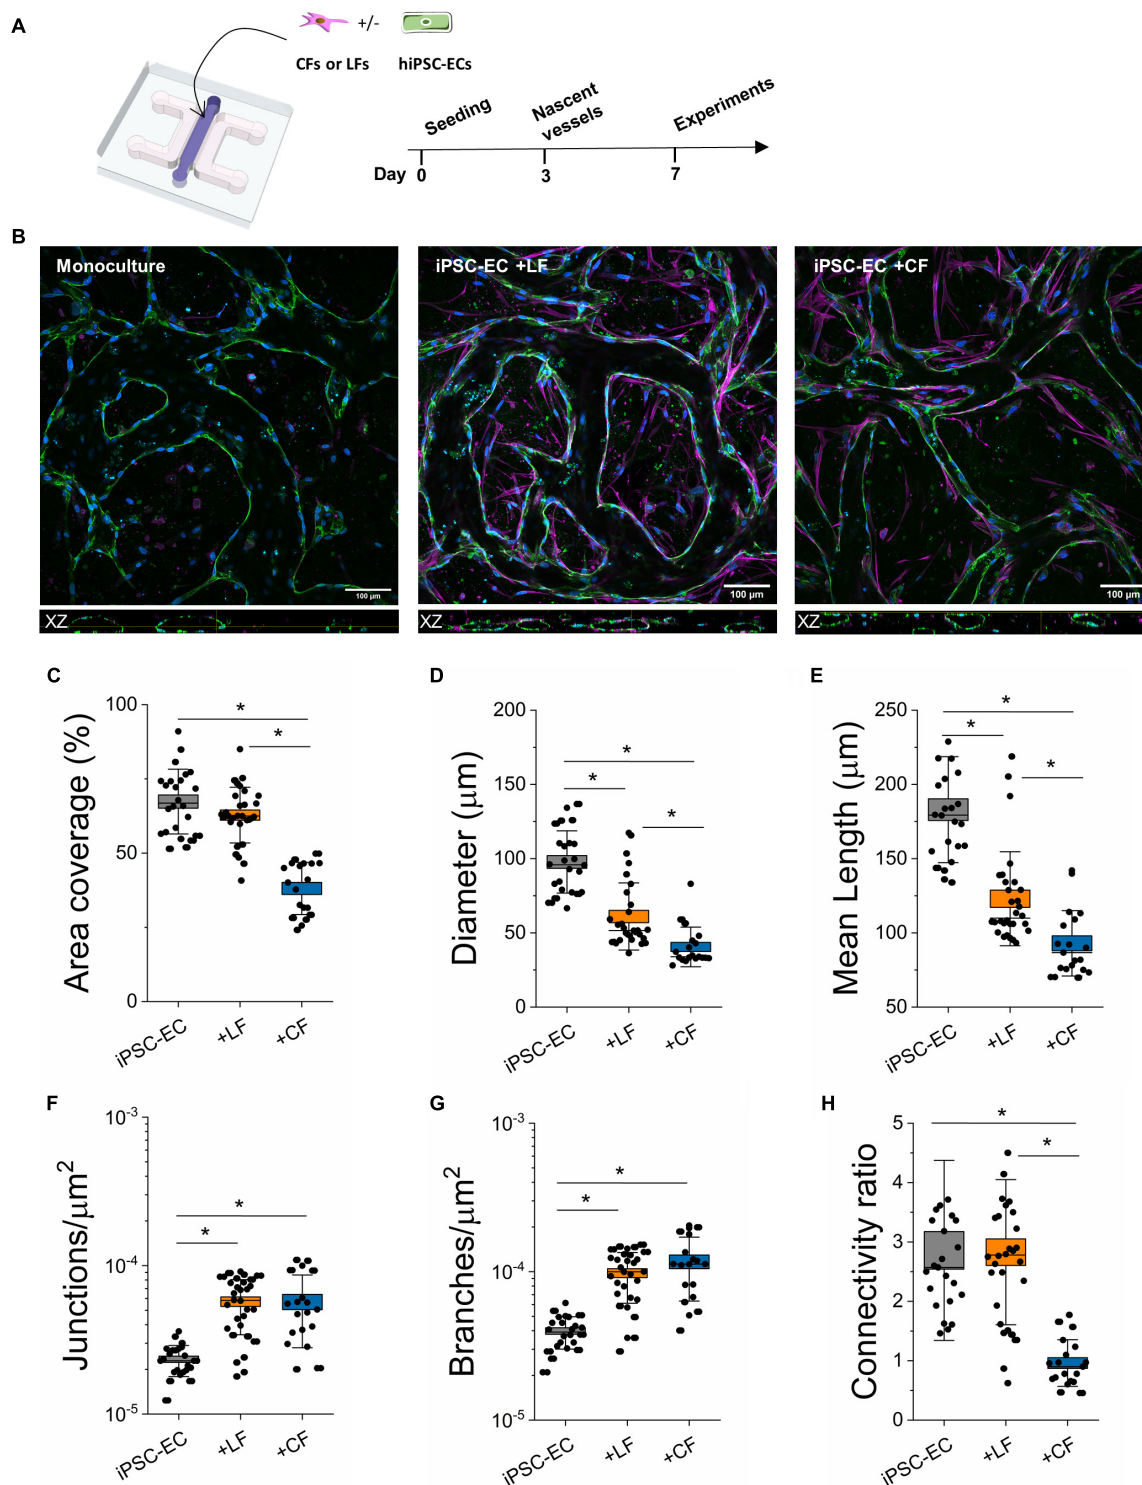 A
+/-
CFs or LFs
hiPSC-ECs
Seeding
Nascent
vessels
Experiments
Day 0 3 7
B
Monoculture
iPSC-EC +LF
iPSC-EC +CF
100 μm
100 μm
100 μm
XZ
XZ
XZ
C
Area coverage (%)
100
50
0
*
*
iPSC-EC
+LF
+CF
D
Diameter (μm)
200
150
100
50
0
*
*
*
iPSC-EC
+LF
+CF
E
Mean Length (μm)
250
200
150
100
50
*
*
*
iPSC-EC
+LF
+CF
F
Junctions/μm²
10⁻³
10⁻⁴
10⁻⁵
*
*
iPSC-EC
+LF
+CF
G
Branches/μm²
10⁻³
10⁻⁴
10⁻⁵
*
*
iPSC-EC
+LF
+CF
H
Connectivity ratio
5
4
3
2
1
0
*
*
iPSC-EC
+LF
+CF